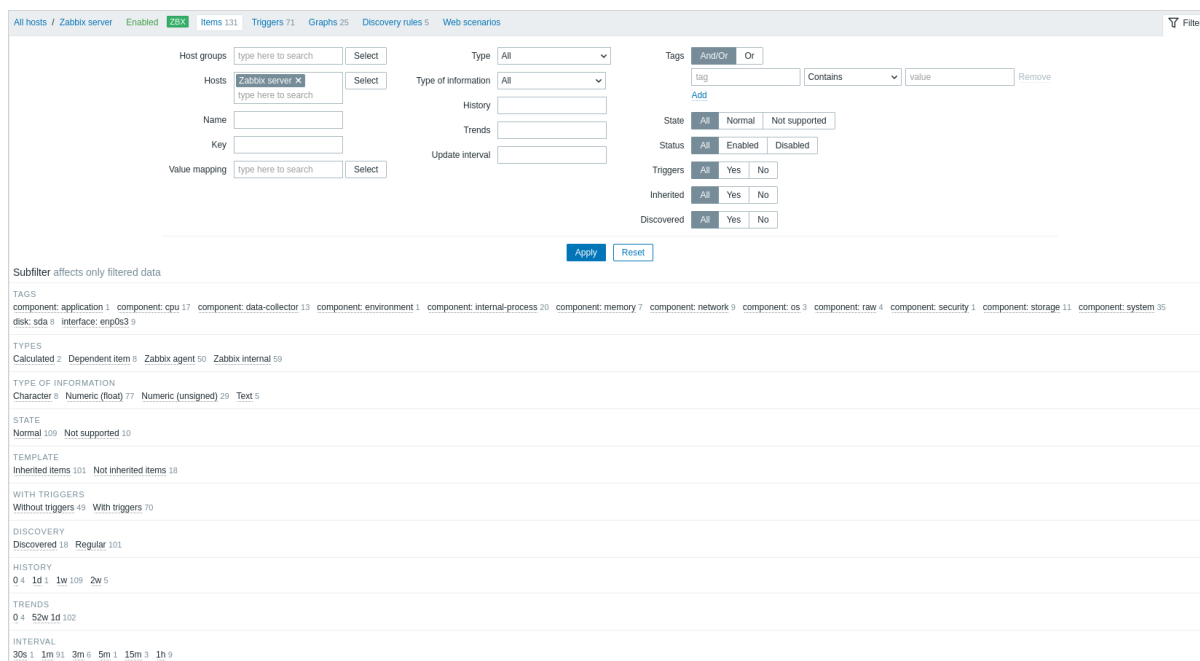 All hosts / Zabbix server Enabled ZBX Items 131 Triggers 71 Graphs 25 Discovery rules 5 Web scenarios
Host groups type here to search Select Type All Tags And/Or Or
Hosts Zabbix server ✕ Select Type of information All tag Contains value Remove
type here to search Add
History
Name Trends State All Normal Not supported
Key Update interval Status All Enabled Disabled
Value mapping type here to search Select Triggers All Yes No
Inherited All Yes No
Discovered All Yes No
Apply Reset
Subfilter affects only filtered data
TAGS
component: application 1 component: cpu 17 component: data-collector 13 component: environment 1 component: internal-process 20 component: memory 7 component: network 9 component: os 3 component: raw 4 component: security 1 component: storage 11 component: system 35
disk: sda 8 interface: enp0s3 9
TYPES
Calculated 2 Dependent item 8 Zabbix agent 50 Zabbix internal 59
TYPE OF INFORMATION
Character 8 Numeric (float) 77 Numeric (unsigned) 29 Text 5
STATE
Normal 109 Not supported 10
TEMPLATE
Inherited items 101 Not inherited items 18
WITH TRIGGERS
Without triggers 49 With triggers 70
DISCOVERY
Discovered 18 Regular 101
HISTORY
0 4 1d 1 1w 109 2w 5
TRENDS
0 4 52w 1d 102
INTERVAL
30s 1 1m 91 3m 6 5m 1 15m 3 1h 9